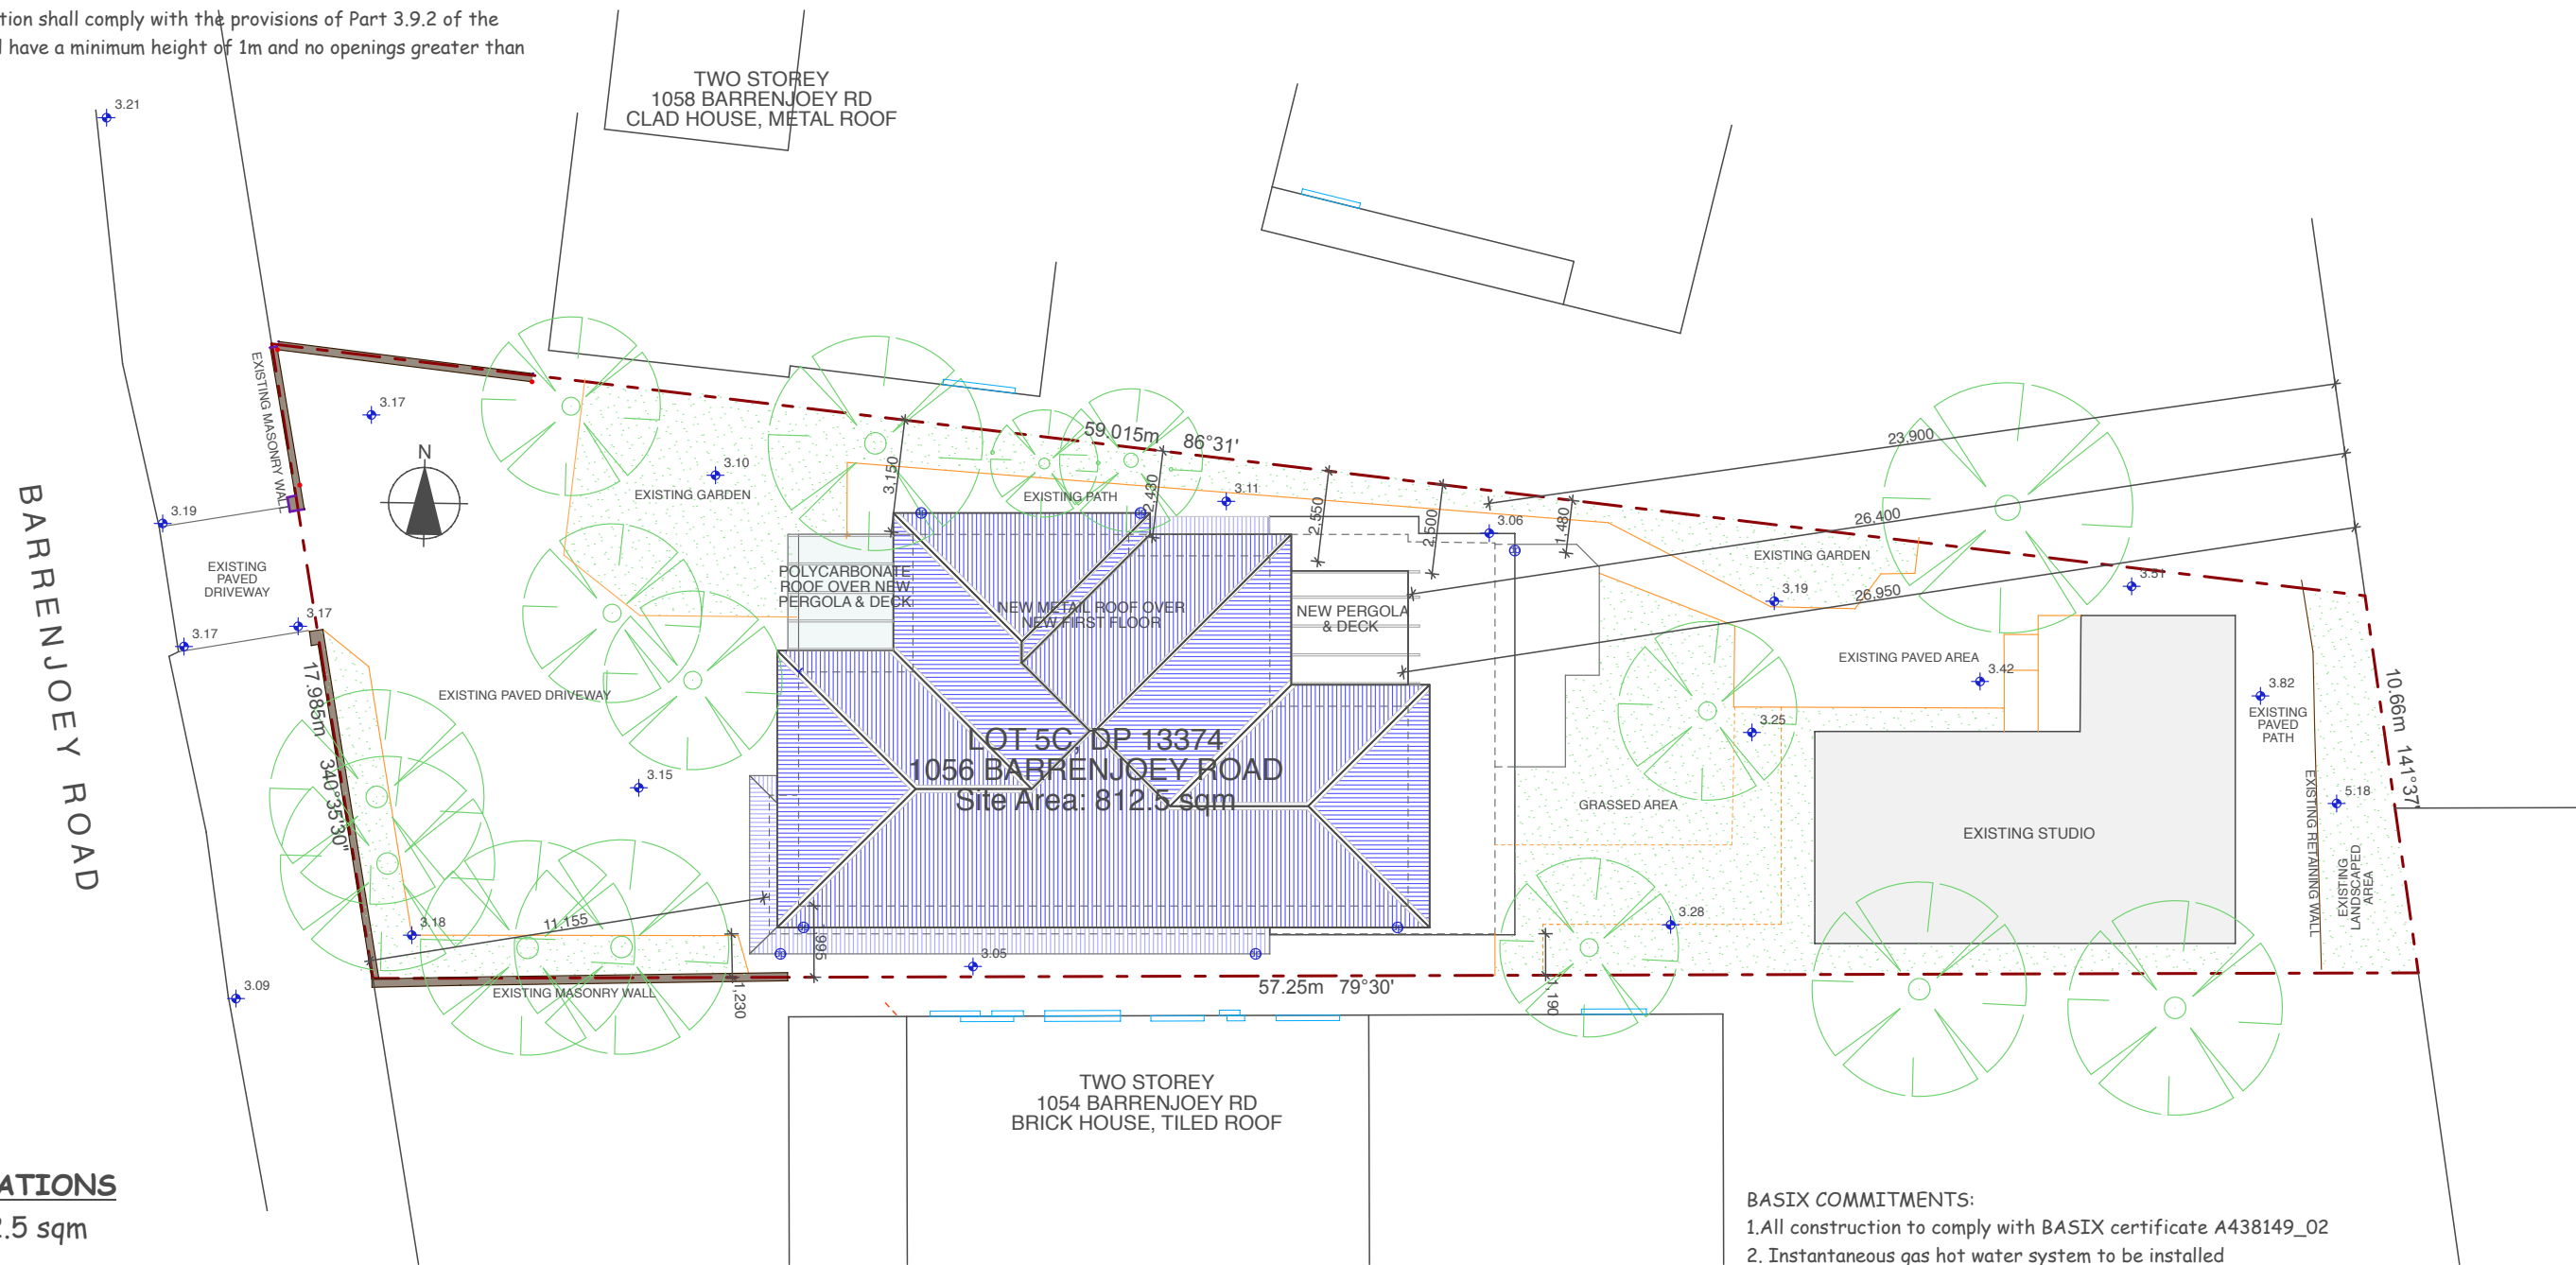 tion shall comply with the provisions of Part 3.9.2 of the
have a minimum height of 1m and no openings greater than
TWO STOREY
1058 BARRENJOEY RD
CLAD HOUSE, METAL ROOF
3.21
EXISTING MASONRY WALL
3.17
N
3.10
EXISTING GARDEN
3,150
59.015m 86°31'
EXISTING PATH
2,430
3.11
2,550
2,500
1,480
3.06
23,900
26,400
26,950
EXISTING GARDEN
3.19
3.51
BARRENJOEY ROAD
3.19
EXISTING
PAVED
DRIVEWAY
3.17
3.17
17.985m 340°35'30"
EXISTING PAVED DRIVEWAY
3.15
POLYCARBONATE
ROOF OVER NEW
PERGOLA & DECK
NEW METAIL ROOF OVER
NEW FIRST FLOOR
NEW PERGOLA
& DECK
LOT 5C, DP 13374
1056 BARRENJOEY ROAD
Site Area: 812.5 sqm
EXISTING PAVED AREA
3.42
3.25
GRASSED AREA
EXISTING STUDIO
3.82
EXISTING
PAVED
PATH
EXISTING RETAINING WALL
5.18
EXISTING
LANDSCAPED
AREA
10.66m 141°37'
3.18
11,155
995
3.05
3.28
3.09
EXISTING MASONRY WALL
1,230
57.25m 79°30'
1,190
TWO STOREY
1054 BARRENJOEY RD
BRICK HOUSE, TILED ROOF
ATIONS
2.5 sqm
BASIX COMMITMENTS:
1.All construction to comply with BASIX certificate A438149_02
2. Instantaneous gas hot water system to be installed